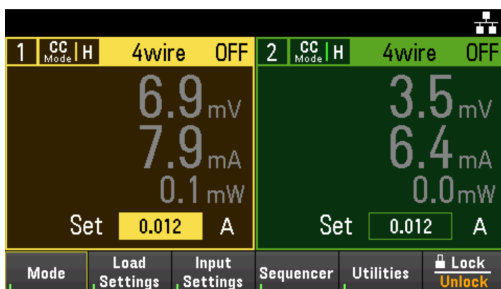 1 CC Mode H 4wire OFF
6.9 mV
7.9 mA
0.1 mW
Set 0.012 A
2 CC Mode H 4wire OFF
3.5 mV
6.4 mA
0.0 mW
Set 0.012 A
Mode
Load
Settings
Input
Settings
Sequencer
Utilities
Lock
Unlock